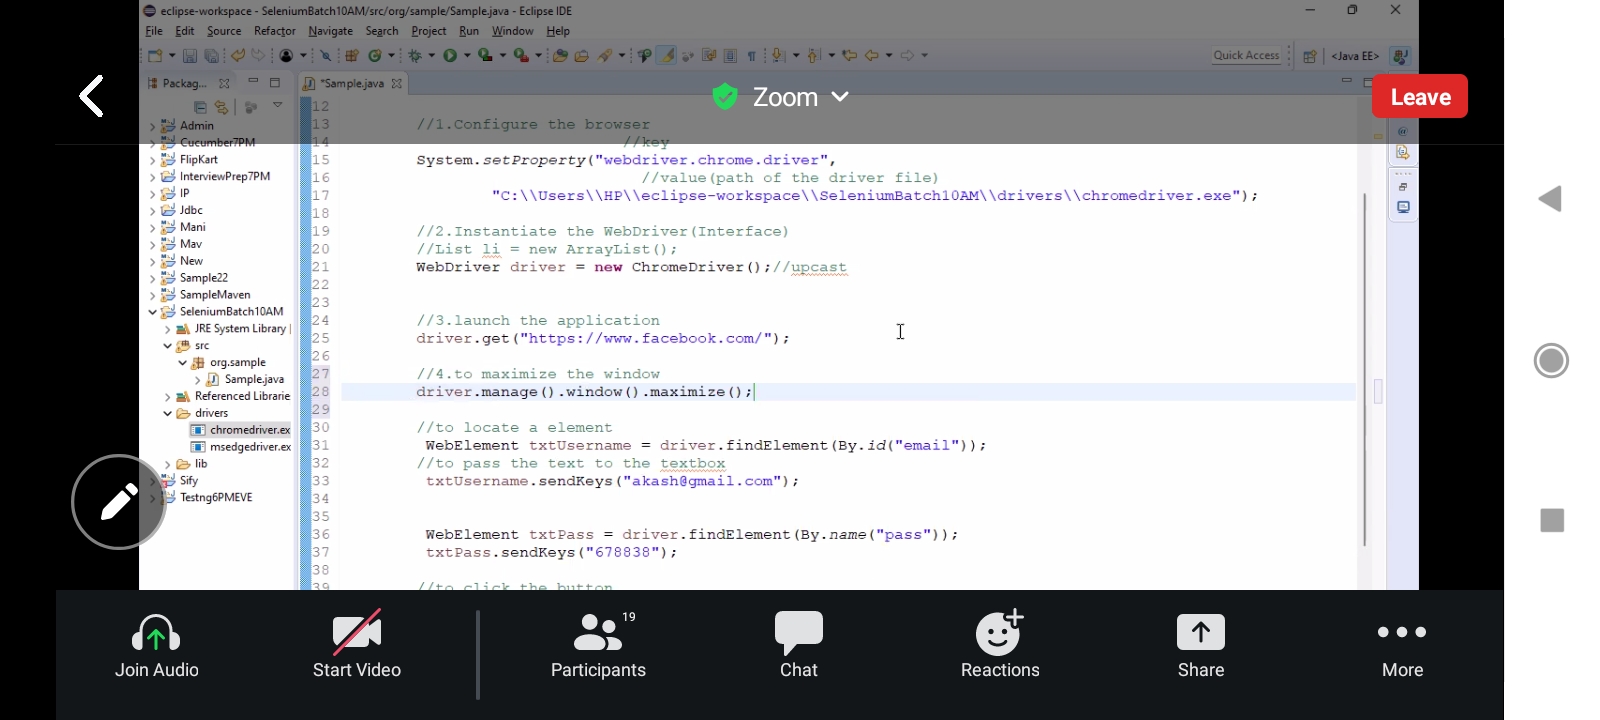 eclipse-workspace - SeleniumBatch10AM/src/org/sample/Sample.java - Eclipse IDE
File Edit Source Refactor Navigate Search Project Run Window Help
Quick Access
<Java EE>
Packag...
*Sample.java
Zoom
Leave
Admin
Cucumber7PM
FlipKart
InterviewPrep7PM
IP
Jdbc
Mani
Mav
New
Sample22
SampleMaven
SeleniumBatch10AM
JRE System Library
src
org.sample
Sample.java
Referenced Librarie
drivers
chromedriver.ex
msedgedriver.ex
lib
Sify
Testng6PMEVE
12
13 //1.Configure the browser
14 //key
15 System.setProperty("webdriver.chrome.driver",
16 //value(path of the driver file)
17 "C:\\Users\\HP\\eclipse-workspace\\SeleniumBatch10AM\\drivers\\chromedriver.exe");
18
19 //2.Instantiate the WebDriver(Interface)
20 //List li = new ArrayList();
21 WebDriver driver = new ChromeDriver();//upcast
22
23
24 //3.launch the application
25 driver.get("https://www.facebook.com/");
26
27 //4.to maximize the window
28 driver.manage().window().maximize();
29
30 //to locate a element
31 WebElement txtUsername = driver.findElement(By.id("email"));
32 //to pass the text to the textbox
33 txtUsername.sendKeys("akash@gmail.com");
34
35
36 WebElement txtPass = driver.findElement(By.name("pass"));
37 txtPass.sendKeys("678838");
38
39 //to click the button
Join Audio
Start Video
19
Participants
Chat
Reactions
Share
More